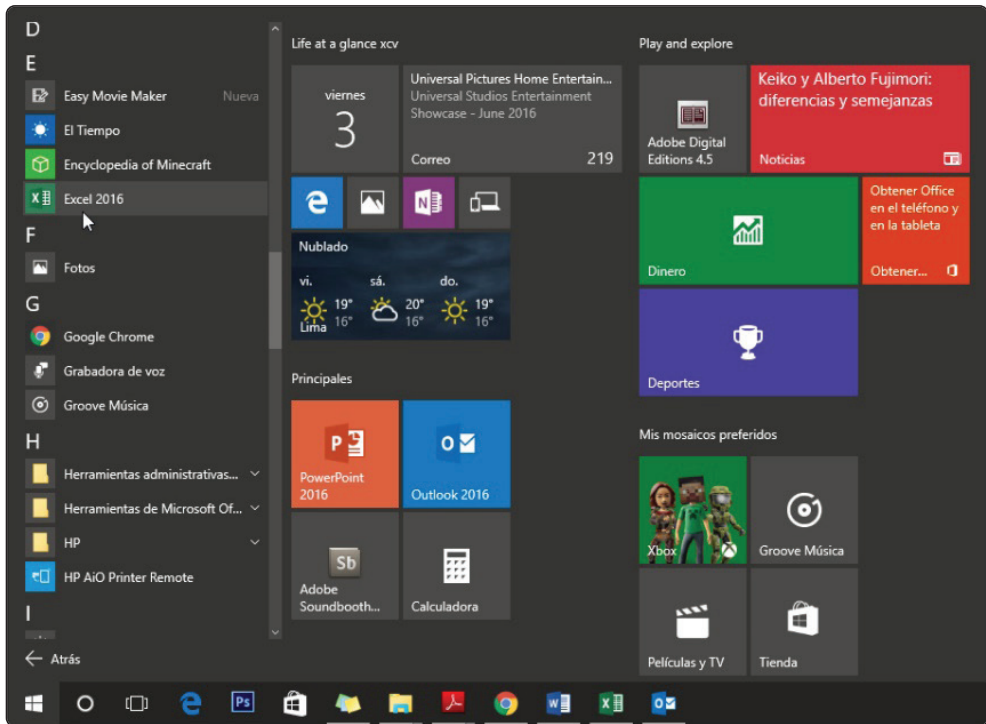 D
E
Easy Movie Maker Nueva
El Tiempo
Encyclopedia of Minecraft
Excel 2016
F
Fotos
G
Google Chrome
Grabadora de voz
Groove Música
H
Herramientas administrativas...
Herramientas de Microsoft Of...
HP
HP AiO Printer Remote
I
Atrás
Life at a glance xcv
viernes
3
Universal Pictures Home Entertain...
Universal Studios Entertainment
Showcase - June 2016
Correo 219
N
Nublado
vi. sá. do.
19° 20° 19°
16° 16° 16°
Lima
Principales
P
PowerPoint
2016
O
Outlook 2016
Sb
Adobe
Soundbooth...
Calculadora
Play and explore
Adobe Digital
Editions 4.5
Keiko y Alberto Fujimori:
diferencias y semejanzas
Noticias
Dinero
Obtener Office
en el teléfono y
en la tableta
Obtener...
Deportes
Mis mosaicos preferidos
Xbox
Groove Música
Películas y TV
Tienda
Ps